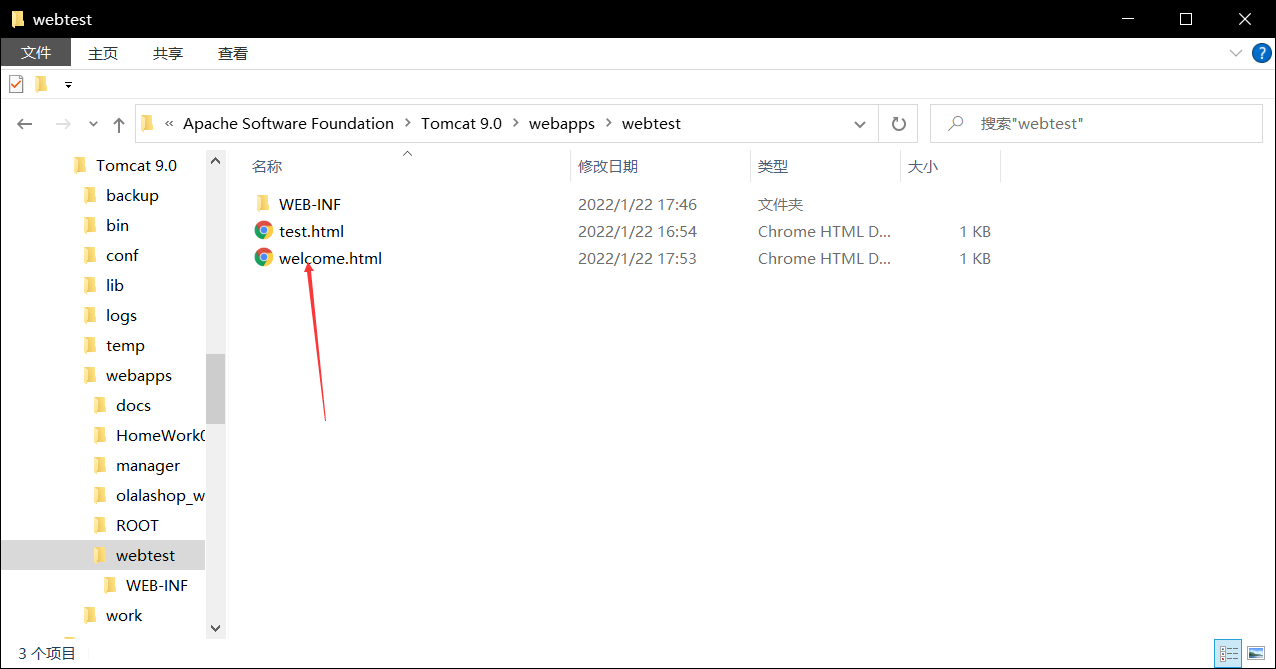 webtest
文件 主页 共享 查看
« Apache Software Foundation > Tomcat 9.0 > webapps > webtest 搜索"webtest"
名称 修改日期 类型 大小
WEB-INF 2022/1/22 17:46 文件夹
test.html 2022/1/22 16:54 Chrome HTML D... 1 KB
welcome.html 2022/1/22 17:53 Chrome HTML D... 1 KB
Tomcat 9.0
backup
bin
conf
lib
logs
temp
webapps
docs
HomeWork0
manager
olalashop_w
ROOT
webtest
WEB-INF
work
3 个项目